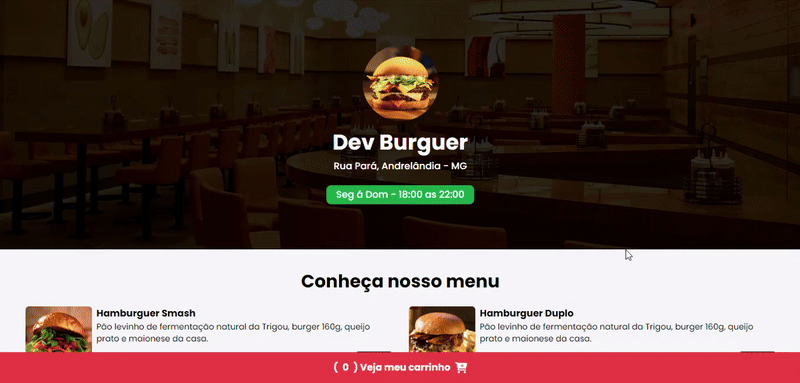 Dev Burguer
Rua Pará, Andrelândia - MG
Seg á Dom - 18:00 as 22:00
Conheça nosso menu
Hamburguer Smash
Pão levinho de fermentação natural da Trigou, burger 160g, queijo
prato e maionese da casa.
Hamburguer Duplo
Pão levinho de fermentação natural da Trigou, burger 160g, queijo
prato e maionese da casa.
( 0 ) Veja meu carrinho